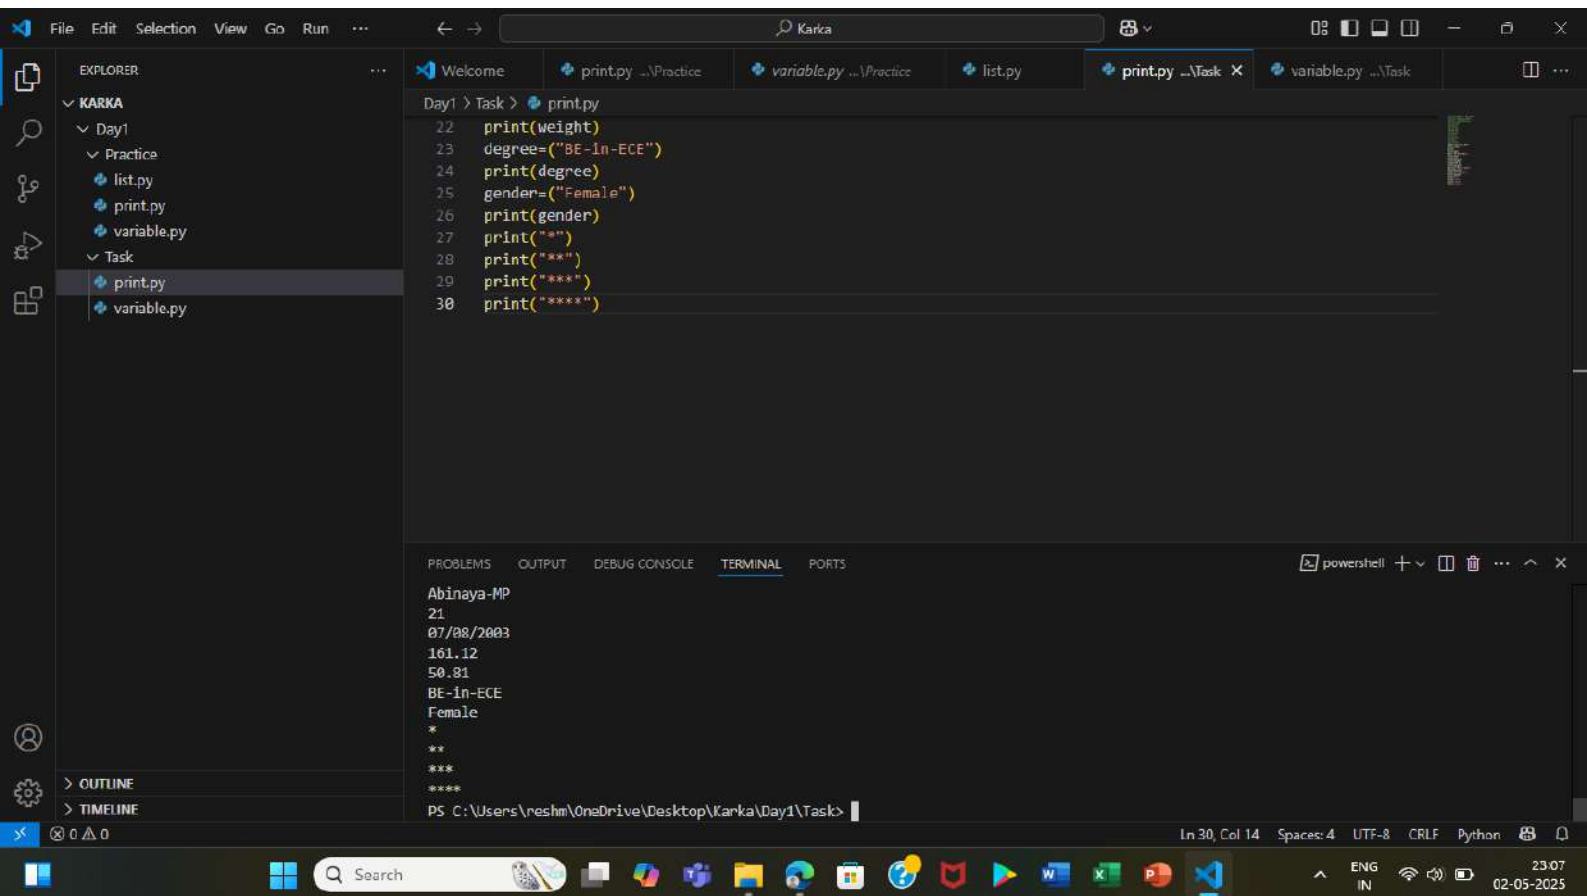 File Edit Selection View Go Run ···
Karka
EXPLORER ···
KARKA
Day1
Practice
list.py
print.py
variable.py
Task
print.py
variable.py
OUTLINE
TIMELINE
Welcome print.py ...\Practice variable.py ...\Practice list.py print.py ...\Task variable.py ...\Task ···
Day1 > Task > print.py
22 print(weight)
23 degree=("BE-in-ECE")
24 print(degree)
25 gender=("Female")
26 print(gender)
27 print("*")
28 print("**")
29 print("***")
30 print("****")
PROBLEMS OUTPUT DEBUG CONSOLE TERMINAL PORTS
powershell ···
Abinaya-MP
21
07/08/2003
161.12
50.81
BE-in-ECE
Female
*
**
***
****
PS C:\Users\reshm\OneDrive\Desktop\Karka\Day1\Task>
0 0 Ln 30, Col 14 Spaces: 4 UTF-8 CRLF Python
Search
ENG
IN
23:07
02-05-2025